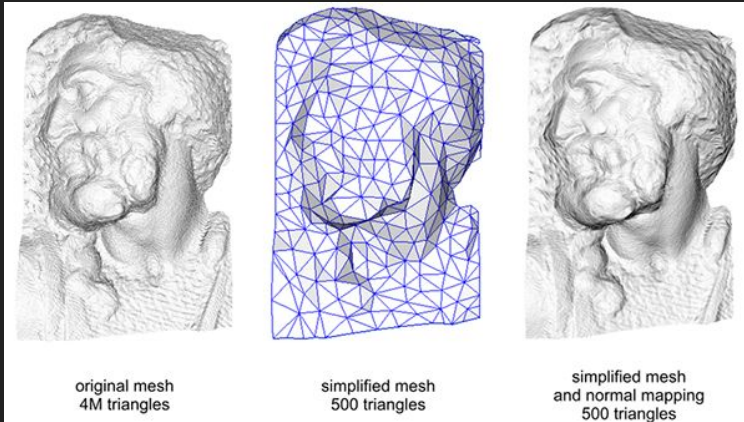 original mesh
4M triangles
simplified mesh
500 triangles
simplified mesh
and normal mapping
500 triangles